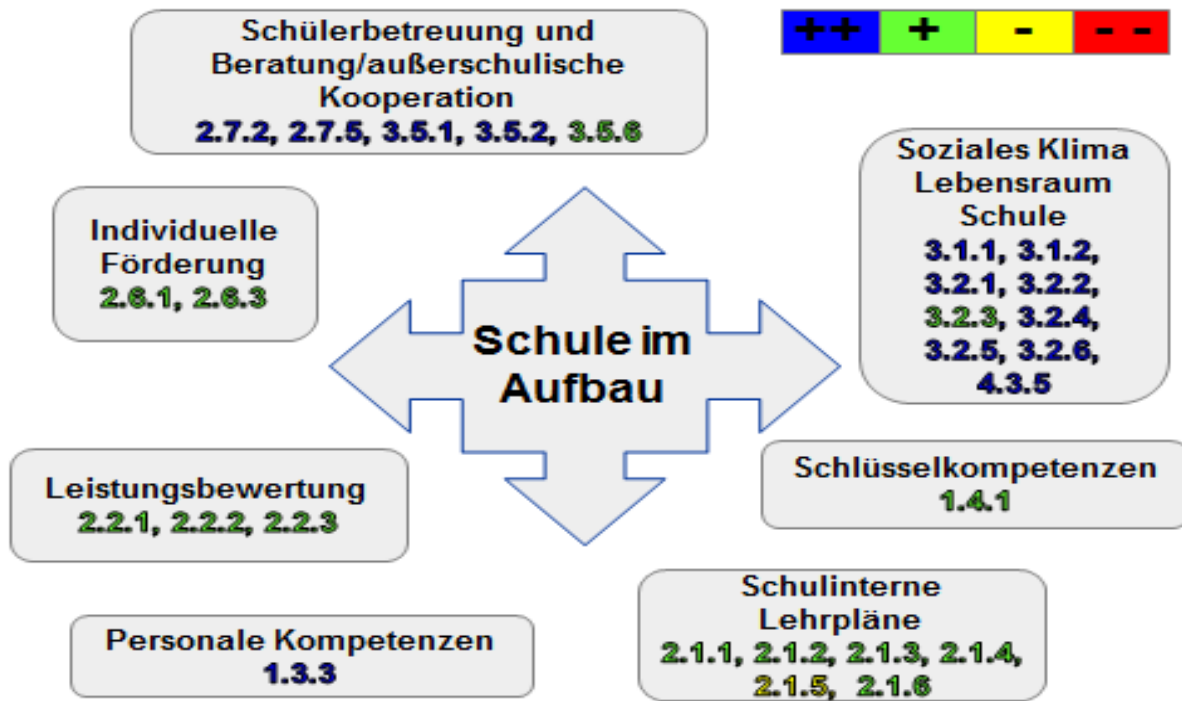 Schülerbetreuung und
Beratung/außerschulische
Kooperation
2.7.2, 2.7.5, 3.5.1, 3.5.2, 3.5.6
++ + - - -
Soziales Klima
Lebensraum
Schule
3.1.1, 3.1.2,
3.2.1, 3.2.2,
3.2.3, 3.2.4,
3.2.5, 3.2.6,
4.3.5
Individuelle
Förderung
2.6.1, 2.6.3
Schule im
Aufbau
Leistungsbewertung
2.2.1, 2.2.2, 2.2.3
Schlüsselkompetenzen
1.4.1
Personale Kompetenzen
1.3.3
Schulinterne
Lehrpläne
2.1.1, 2.1.2, 2.1.3, 2.1.4,
2.1.5, 2.1.6